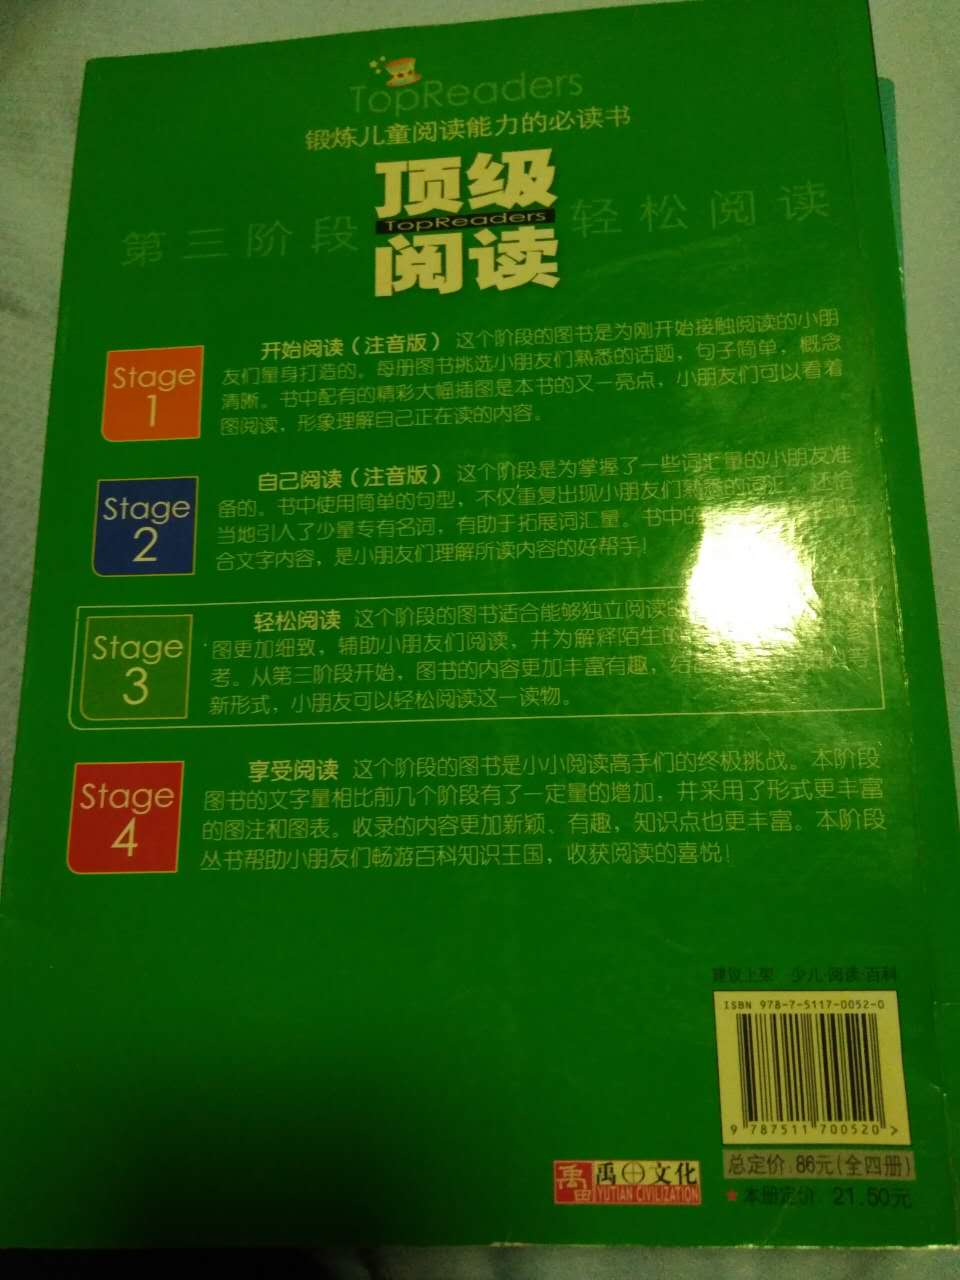 TopReaders
锻炼儿童阅读能力的必读书
顶级
TopReaders
阅读
第三阶段 轻松阅读
Stage
1
开始阅读（注音版） 这个阶段的图书是为刚开始接触阅读的小朋
友们量身打造的。每册图书挑选小朋友们熟悉的话题，句子简单，概念
清晰。书中配有的精彩大幅插图是本书的又一亮点，小朋友们可以看着
图阅读，形象理解自己正在读的内容。
Stage
2
自己阅读（注音版） 这个阶段是为掌握了一些词汇量的小朋友准
备的。书中使用简单的句型，不仅重复出现小朋友们熟悉的词汇，还恰
当地引人了少量专有名词，有助于拓展词汇量。书中的
合文字内容，是小朋友们理解所读内容的好帮手！
Stage
3
轻松阅读 这个阶段的图书适合能够独立阅读的
图更加细致，辅助小朋友们阅读，并为解释陌生的
考。从第三阶段开始，图书的内容更加丰富有趣，
新形式，小朋友可以轻松阅读这一读物。
Stage
4
享受阅读 这个阶段的图书是小小阅读高手们的终极挑战。本阶段
图书的文字量相比前几个阶段有了一定量的增加，并采用了形式更丰富
的图注和图表。收录的内容更加新颖、有趣，知识点也更丰富。本阶段
丛书帮助小朋友们畅游百科知识王国，收获阅读的喜悦！
建议上架 少儿·阅读·百科
ISBN 978-7-5117-0052-0
9 787511 700520 >
总定价：86元（全四册）
★本册定价：21.50元
禹田 禹田文化
YUTIAN CIVILIZATION